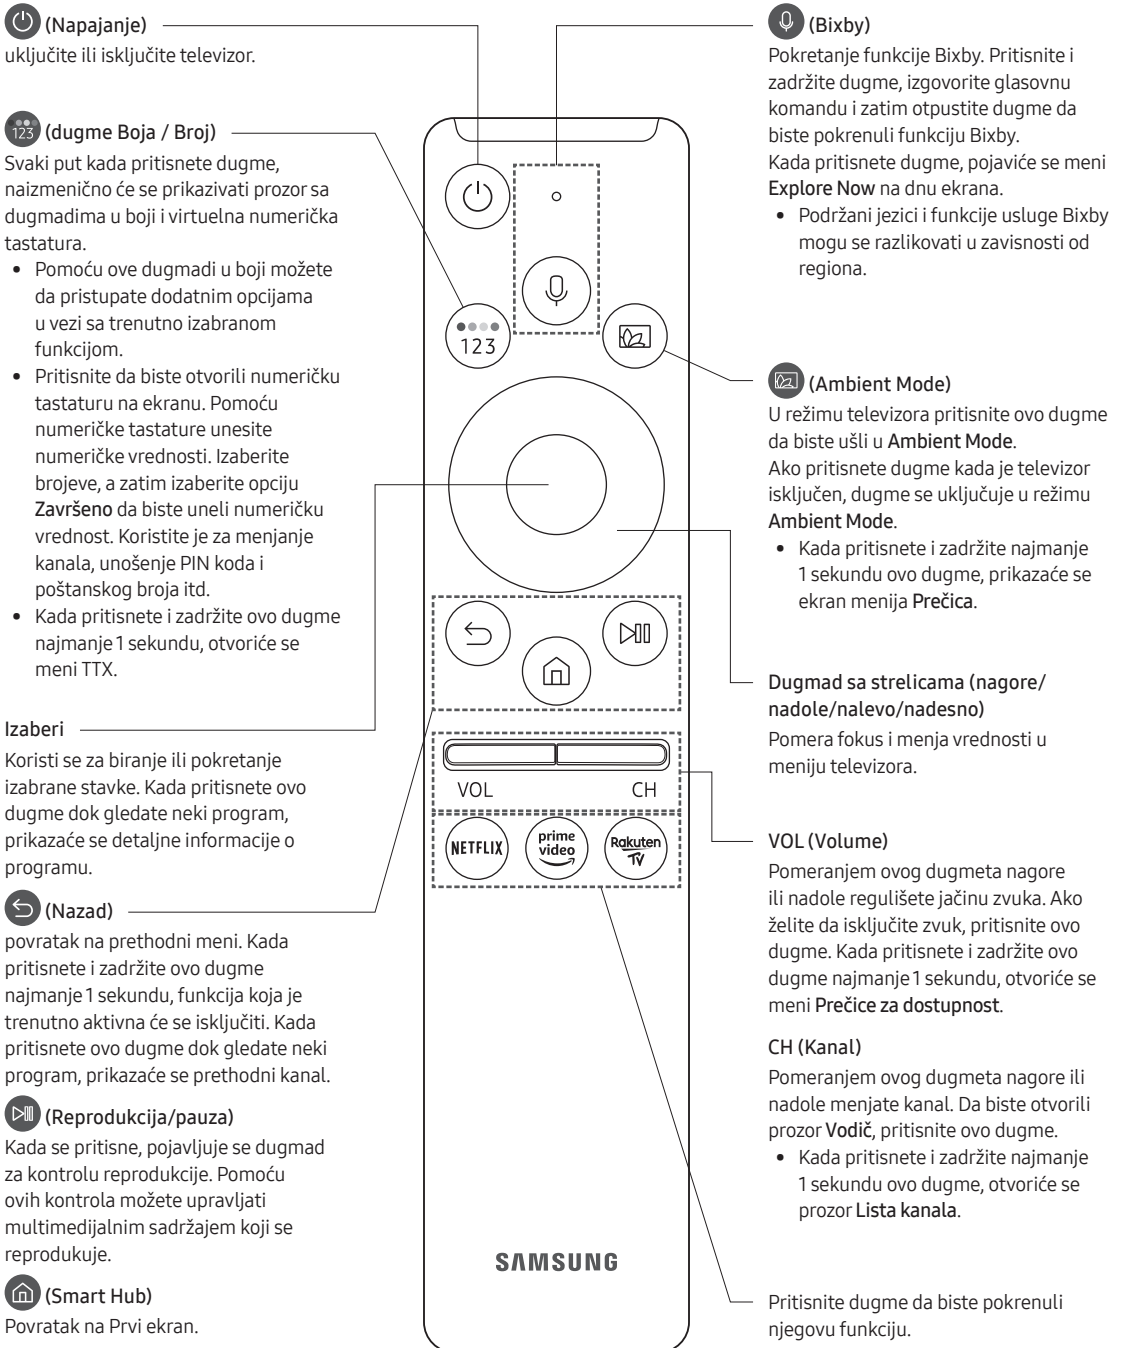 (Napajanje)
uključite ili isključite televizor.
123 (dugme Boja / Broj)
Svaki put kada pritisnete dugme,
naizmenično će se prikazivati prozor sa
dugmadima u boji i virtuelna numerička
tastatura.
• Pomoću ove dugmadi u boji možete
da pristupate dodatnim opcijama
u vezi sa trenutno izabranom
funkcijom.
• Pritisnite da biste otvorili numeričku
tastaturu na ekranu. Pomoću
numeričke tastature unesite
numeričke vrednosti. Izaberite
brojeve, a zatim izaberite opciju
Završeno da biste uneli numeričku
vrednost. Koristite je za menjanje
kanala, unošenje PIN koda i
poštanskog broja itd.
• Kada pritisnete i zadržite ovo dugme
najmanje 1 sekundu, otvoriće se
meni TTX.
Izaberi
Koristi se za biranje ili pokretanje
izabrane stavke. Kada pritisnete ovo
dugme dok gledate neki program,
prikazaće se detaljne informacije o
programu.
(Nazad)
povratak na prethodni meni. Kada
pritisnete i zadržite ovo dugme
najmanje 1 sekundu, funkcija koja je
trenutno aktivna će se isključiti. Kada
pritisnete ovo dugme dok gledate neki
program, prikazaće se prethodni kanal.
(Reprodukcija/pauza)
Kada se pritisne, pojavljuje se dugmad
za kontrolu reprodukcije. Pomoću
ovih kontrola možete upravljati
multimedijalnim sadržajem koji se
reprodukuje.
(Smart Hub)
Povratak na Prvi ekran.
123
VOL CH
NETFLIX
prime
video
Rakuten
TV
SAMSUNG
(Bixby)
Pokretanje funkcije Bixby. Pritisnite i
zadržite dugme, izgovorite glasovnu
komandu i zatim otpustite dugme da
biste pokrenuli funkciju Bixby.
Kada pritisnete dugme, pojaviće se meni
Explore Now na dnu ekrana.
• Podržani jezici i funkcije usluge Bixby
mogu se razlikovati u zavisnosti od
regiona.
(Ambient Mode)
U režimu televizora pritisnite ovo dugme
da biste ušli u Ambient Mode.
Ako pritisnete dugme kada je televizor
isključen, dugme se uključuje u režimu
Ambient Mode.
• Kada pritisnete i zadržite najmanje
1 sekundu ovo dugme, prikazaće se
ekran menija Prečica.
Dugmad sa strelicama (nagore/
nadole/nalevo/nadesno)
Pomera fokus i menja vrednosti u
meniju televizora.
VOL (Volume)
Pomeranjem ovog dugmeta nagore
ili nadole regulišete jačinu zvuka. Ako
želite da isključite zvuk, pritisnite ovo
dugme. Kada pritisnete i zadržite ovo
dugme najmanje 1 sekundu, otvoriće se
meni Prečice za dostupnost.
CH (Kanal)
Pomeranjem ovog dugmeta nagore ili
nadole menjate kanal. Da biste otvorili
prozor Vodič, pritisnite ovo dugme.
• Kada pritisnete i zadržite najmanje
1 sekundu ovo dugme, otvoriće se
prozor Lista kanala.
Pritisnite dugme da biste pokrenuli
njegovu funkciju.